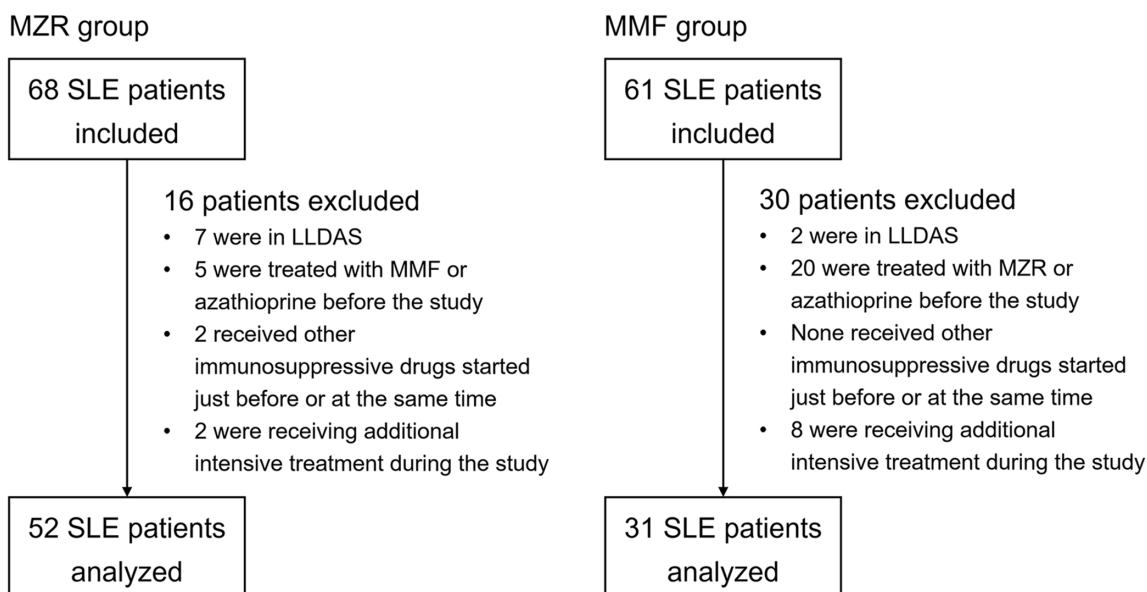 MZR group
68 SLE patients
included
16 patients excluded
• 7 were in LLDAS
• 5 were treated with MMF or
azathioprine before the study
• 2 received other
immunosuppressive drugs started
just before or at the same time
• 2 were receiving additional
intensive treatment during the study
52 SLE patients
analyzed
MMF group
61 SLE patients
included
30 patients excluded
• 2 were in LLDAS
• 20 were treated with MZR or
azathioprine before the study
• None received other
immunosuppressive drugs started
just before or at the same time
• 8 were receiving additional
intensive treatment during the study
31 SLE patients
analyzed